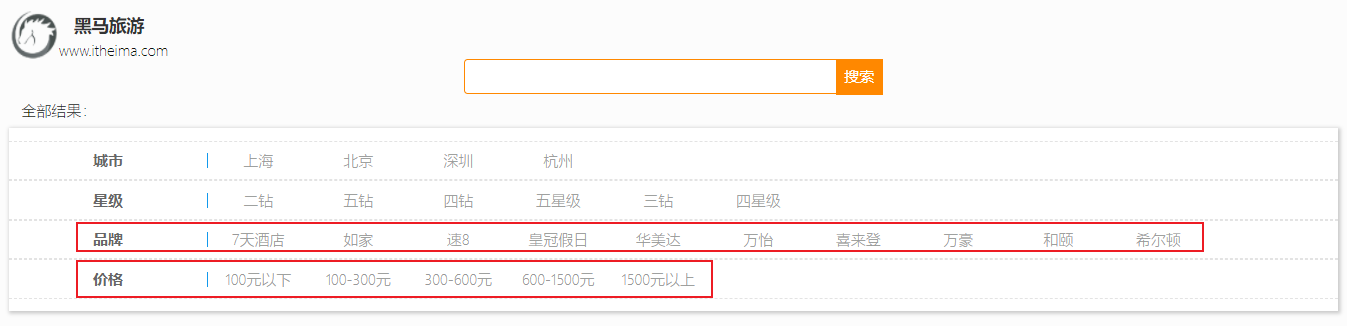 黑马旅游
www.itheima.com
搜索
全部结果：
城市 上海 北京 深圳 杭州
星级 二钻 五钻 四钻 五星级 三钻 四星级
品牌 7天酒店 如家 速8 皇冠假日 华美达 万怡 喜来登 万豪 和颐 希尔顿
价格 100元以下 100-300元 300-600元 600-1500元 1500元以上